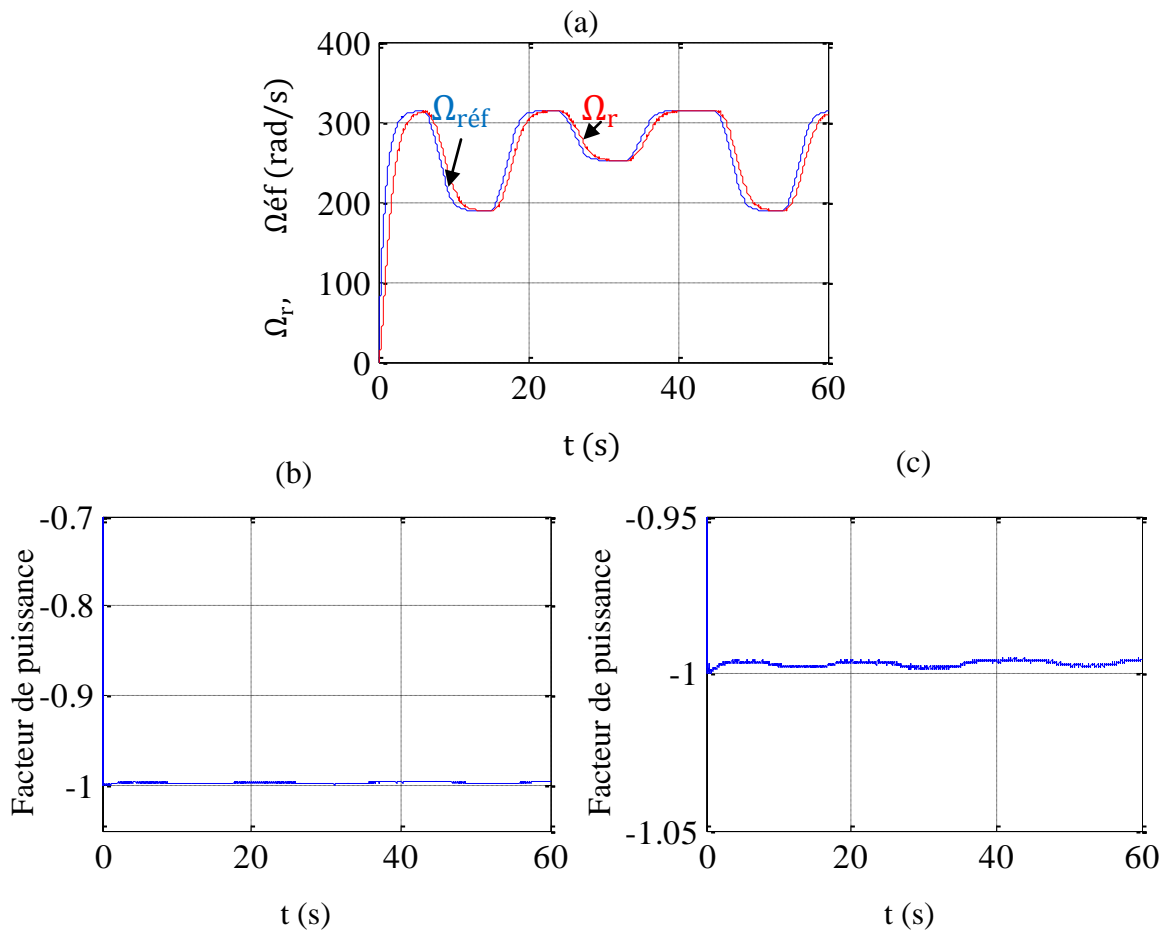 (a)
400
300
200
100
0
Ωr, Ωéf (rad/s)
Ωréf
Ωr
0 20 40 60
t (s)
(b)
-0.7
-0.8
-0.9
-1
Facteur de puissance
0 20 40 60
t (s)
(c)
-0.95
-1
-1.05
Facteur de puissance
0 20 40 60
t (s)